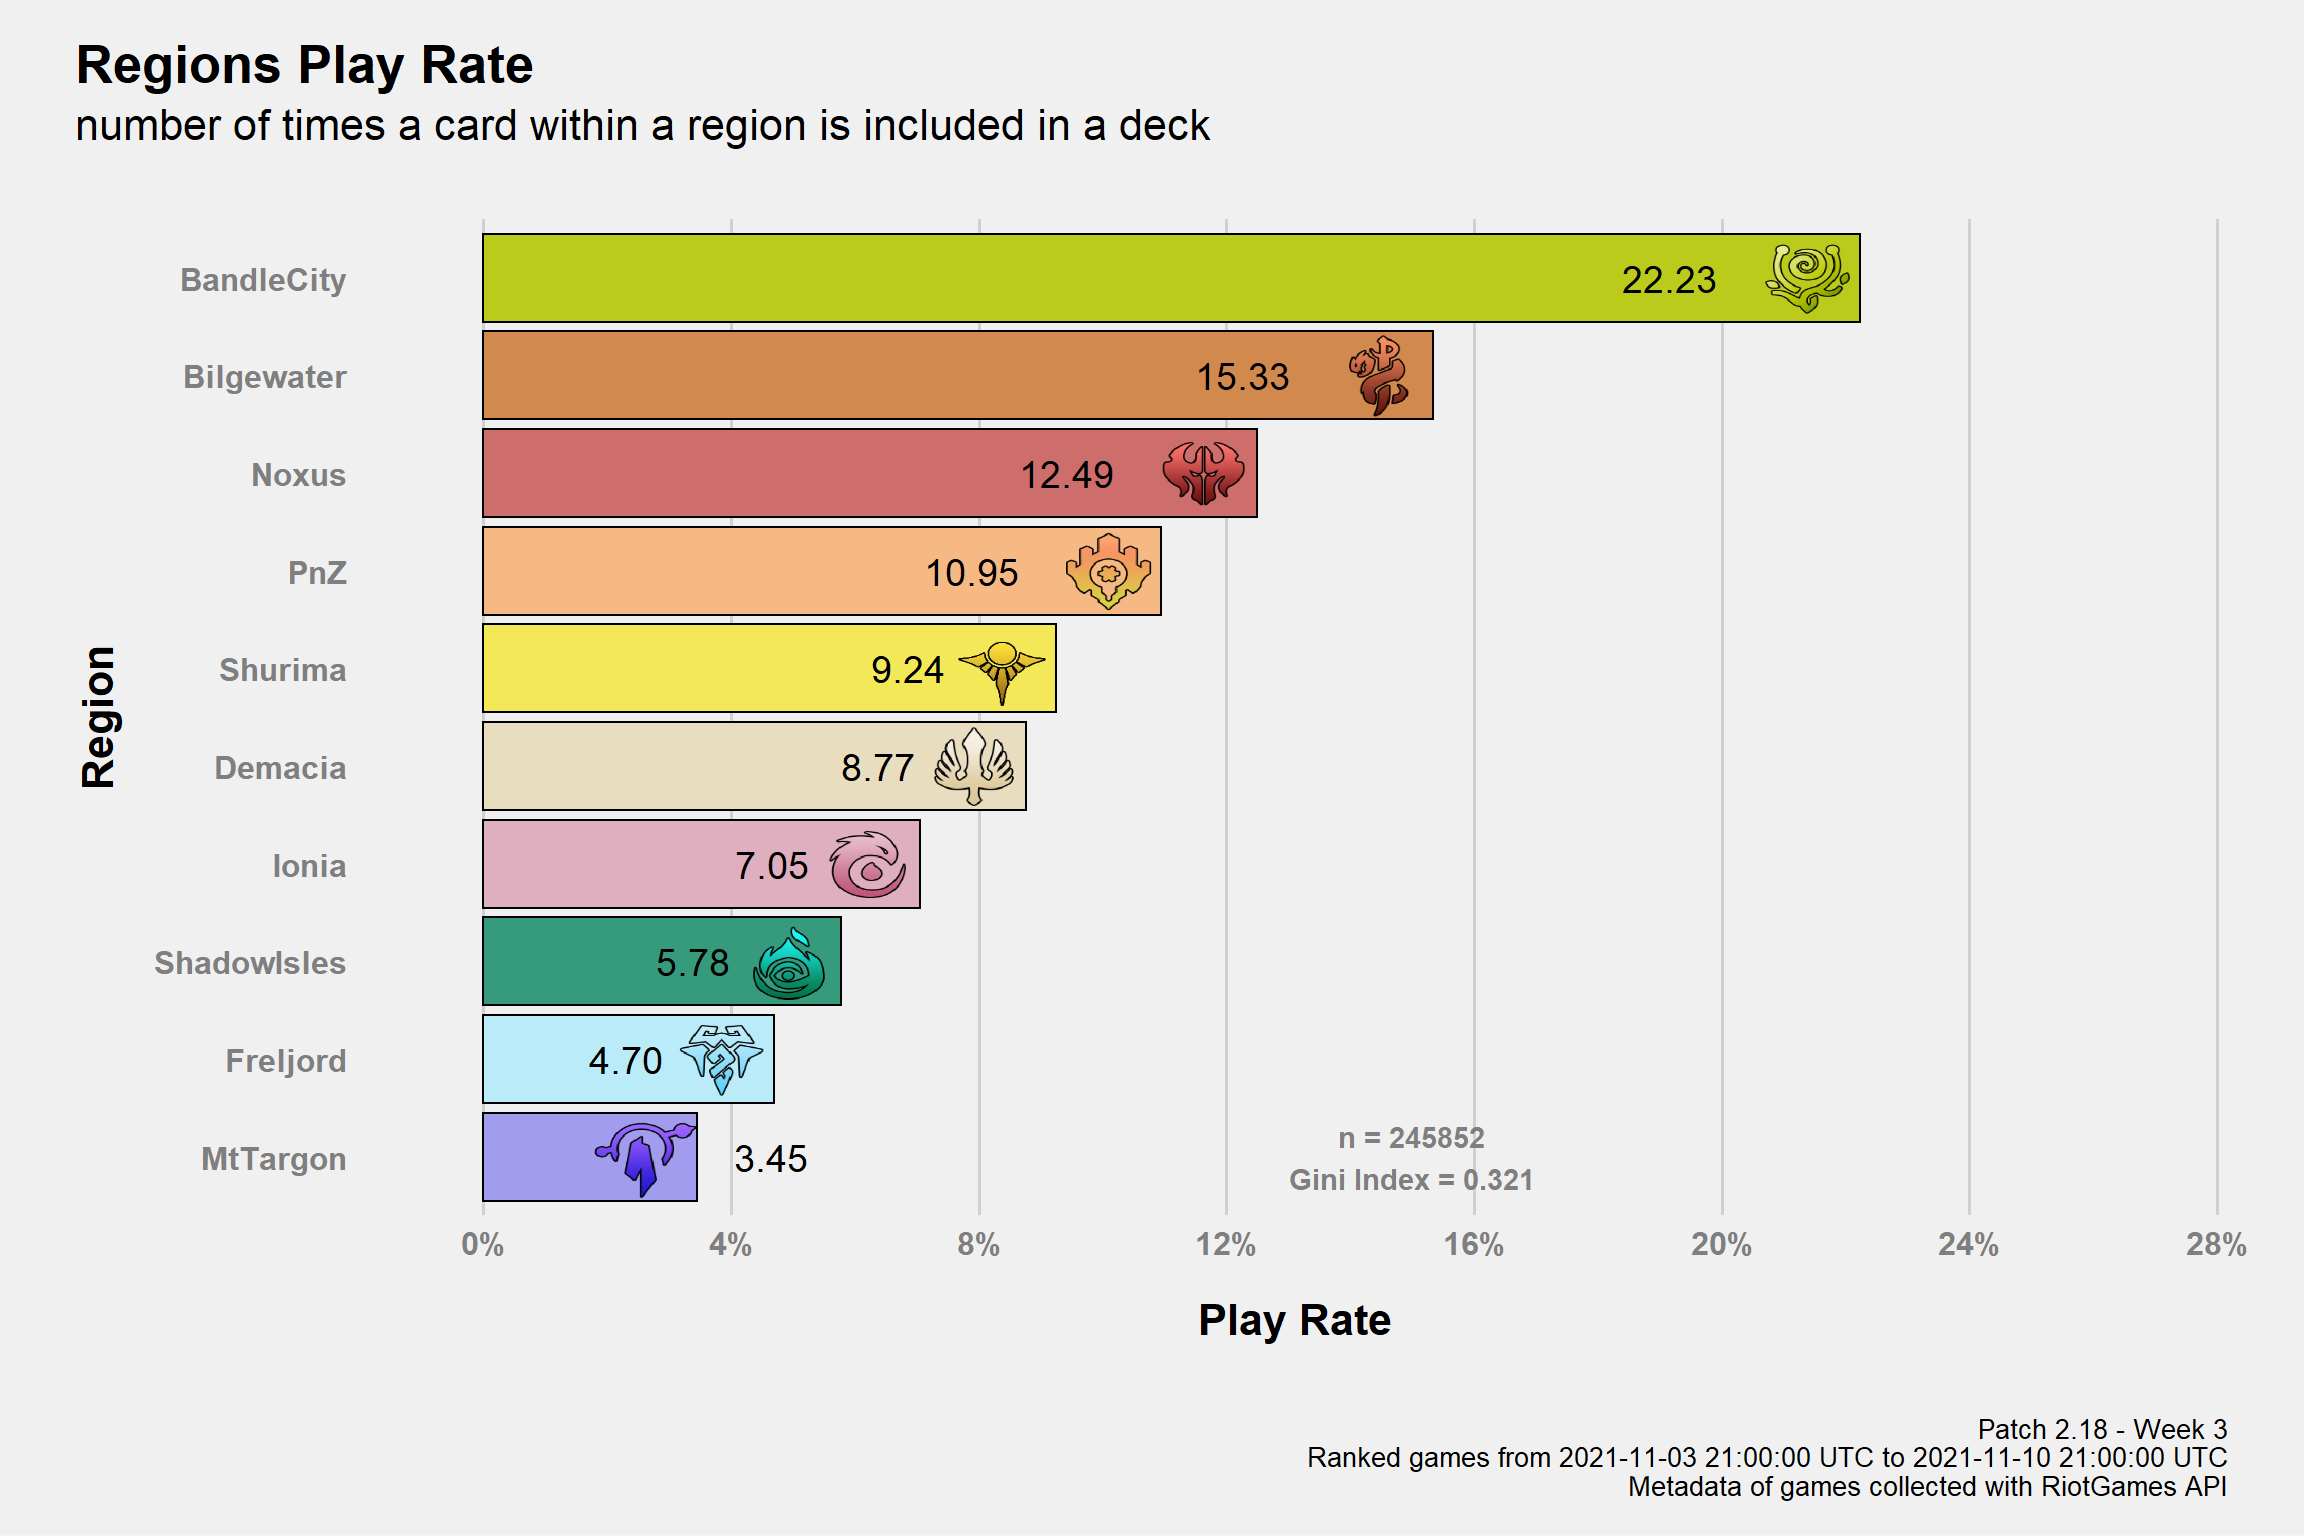 Regions Play Rate
number of times a card within a region is included in a deck
BandleCity
22.23
Bilgewater
15.33
Noxus
12.49
PnZ
10.95
Shurima
9.24
Demacia
8.77
Ionia
7.05
ShadowIsles
5.78
Freljord
4.70
MtTargon
3.45
Region
n = 245852
Gini Index = 0.321
0% 4% 8% 12% 16% 20% 24% 28%
Play Rate
Patch 2.18 - Week 3
Ranked games from 2021-11-03 21:00:00 UTC to 2021-11-10 21:00:00 UTC
Metadata of games collected with RiotGames API